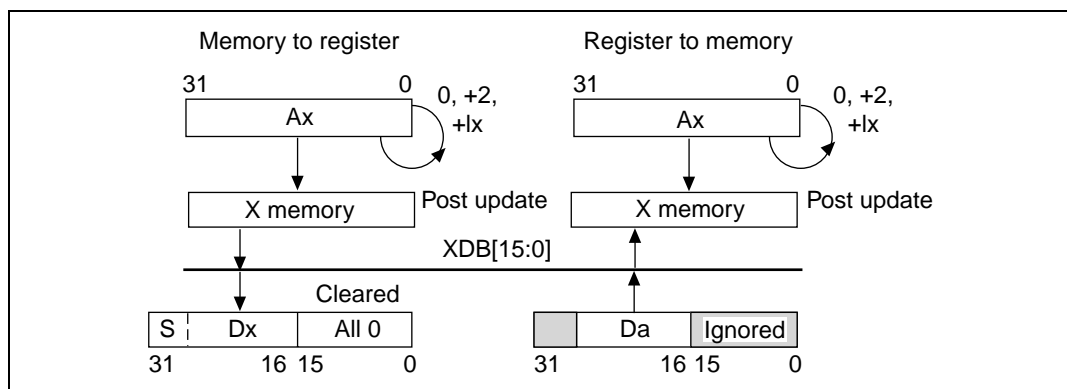 Memory to register
Register to memory
31 0
0, +2,
+Ix
Ax
31 0
0, +2,
+Ix
Ax
X memory
Post update
X memory
Post update
XDB[15:0]
Cleared
S Dx All 0
31 16 15 0
Da Ignored
31 16 15 0